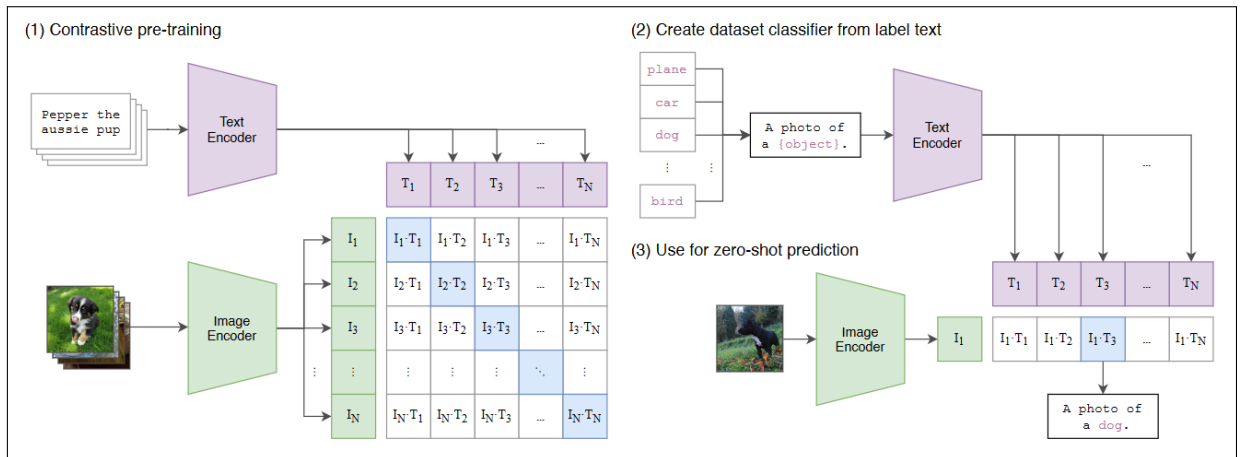 (1) Contrastive pre-training
Pepper the
aussie pup
Text
Encoder
...
T1 T2 T3 ... TN
I1 I1·T1 I1·T2 I1·T3 ... I1·TN
I2 I2·T1 I2·T2 I2·T3 ... I2·TN
I3 I3·T1 I3·T2 I3·T3 ... I3·TN
⋮ ⋮ ⋮ ⋮ ⋮ ⋱ ⋮
IN IN·T1 IN·T2 IN·T3 ... IN·TN
Image
Encoder
(2) Create dataset classifier from label text
plane
car
dog
⋮ ⋮
bird
A photo of
a {object}.
Text
Encoder
...
(3) Use for zero-shot prediction
Image
Encoder
T1 T2 T3 ... TN
I1 I1·T1 I1·T2 I1·T3 ... I1·TN
A photo of
a dog.